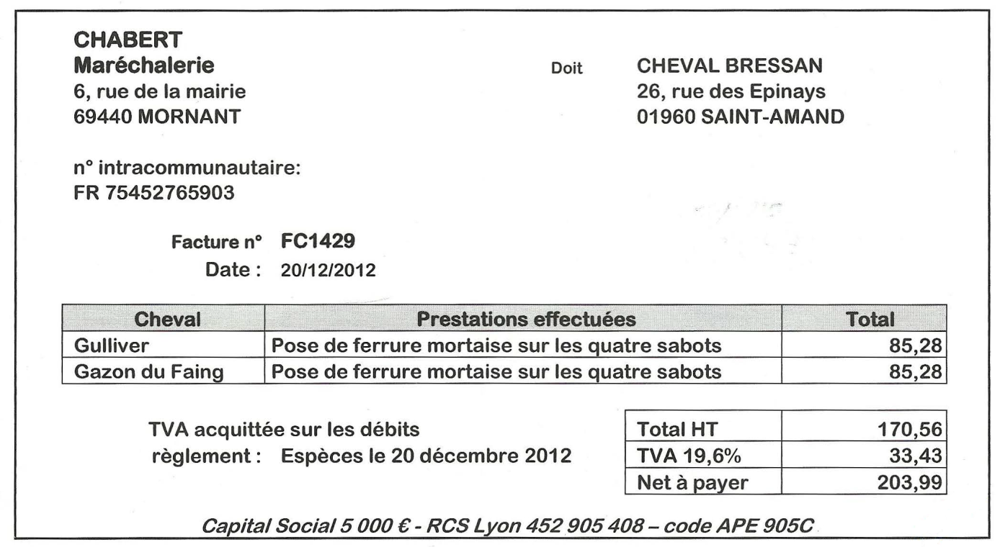 CHABERT
Maréchalerie
6, rue de la mairie
69440 MORNANT
Doit CHEVAL BRESSAN
26, rue des Epinays
01960 SAINT-AMAND
n° intracommunautaire:
FR 75452765903
Facture n° FC1429
Date : 20/12/2012
Cheval Prestations effectuées Total
Gulliver Pose de ferrure mortaise sur les quatre sabots 85,28
Gazon du Faing Pose de ferrure mortaise sur les quatre sabots 85,28
TVA acquittée sur les débits
règlement : Espèces le 20 décembre 2012
Total HT 170,56
TVA 19,6% 33,43
Net à payer 203,99
Capital Social 5 000 € - RCS Lyon 452 905 408 – code APE 905C